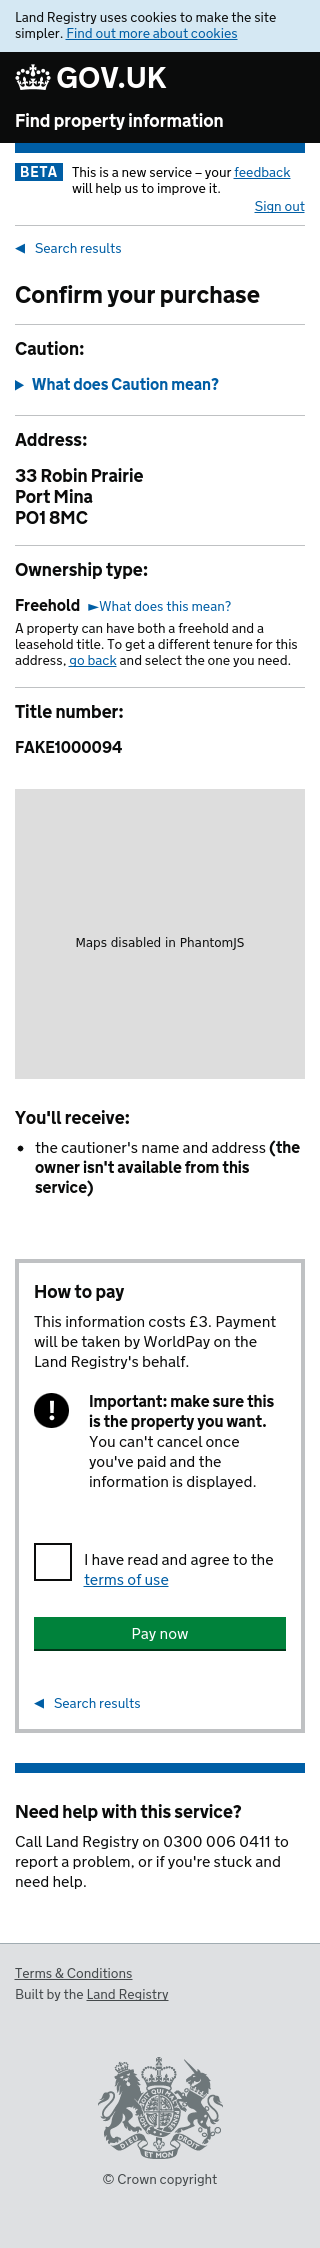 Land Registry uses cookies to make the site
simpler. Find out more about cookies
GOV.UK
Find property information
BETA This is a new service – your feedback
will help us to improve it.
Sign out
Search results
Confirm your purchase
Caution:
What does Caution mean?
Address:
33 Robin Prairie
Port Mina
PO1 8MC
Ownership type:
Freehold What does this mean?
A property can have both a freehold and a
leasehold title. To get a different tenure for this
address, go back and select the one you need.
Title number:
FAKE1000094
Maps disabled in PhantomJS
You'll receive:
the cautioner's name and address (the
owner isn't available from this
service)
How to pay
This information costs £3. Payment
will be taken by WorldPay on the
Land Registry's behalf.
Important: make sure this
is the property you want.
You can't cancel once
you've paid and the
information is displayed.
I have read and agree to the
terms of use
Pay now
Search results
Need help with this service?
Call Land Registry on 0300 006 0411 to
report a problem, or if you're stuck and
need help.
Terms & Conditions
Built by the Land Registry
DIEU ET MON DROIT
© Crown copyright